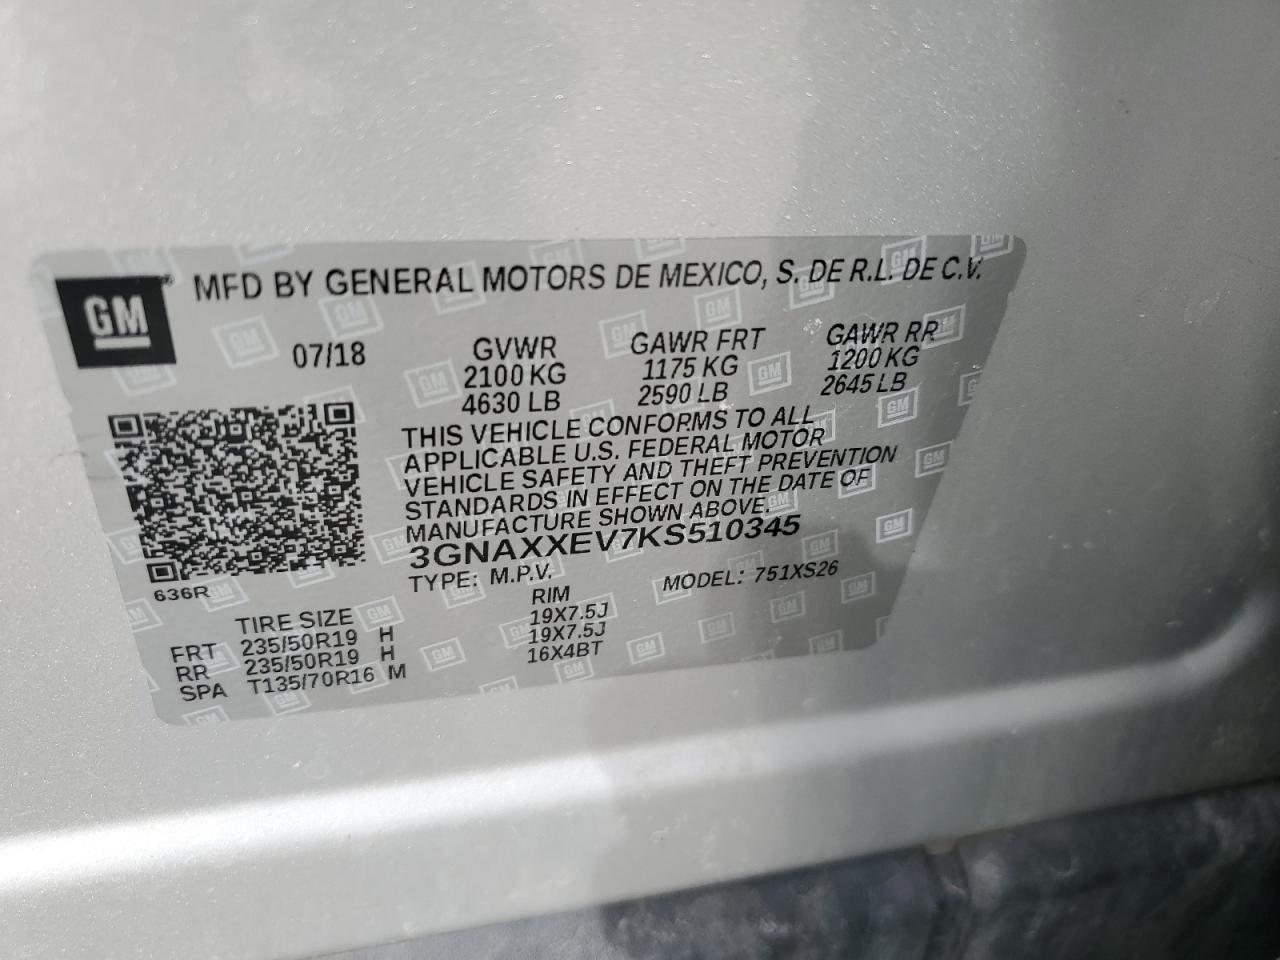 GM
MFD BY GENERAL MOTORS DE MEXICO, S. DE R.L. DE C.V.
07/18
GVWR
2100 KG
4630 LB
GAWR FRT
1175 KG
2590 LB
GAWR RR
1200 KG
2645 LB
THIS VEHICLE CONFORMS TO ALL
APPLICABLE U.S. FEDERAL MOTOR
VEHICLE SAFETY AND THEFT PREVENTION
STANDARDS IN EFFECT ON THE DATE OF
MANUFACTURE SHOWN ABOVE.
3GNAXXEV7KS510345
TYPE: M.P.V. MODEL: 751XS26
636R
TIRE SIZE RIM
FRT 235/50R19 H 19X7.5J
RR 235/50R19 H 19X7.5J
SPA T135/70R16 M 16X4BT